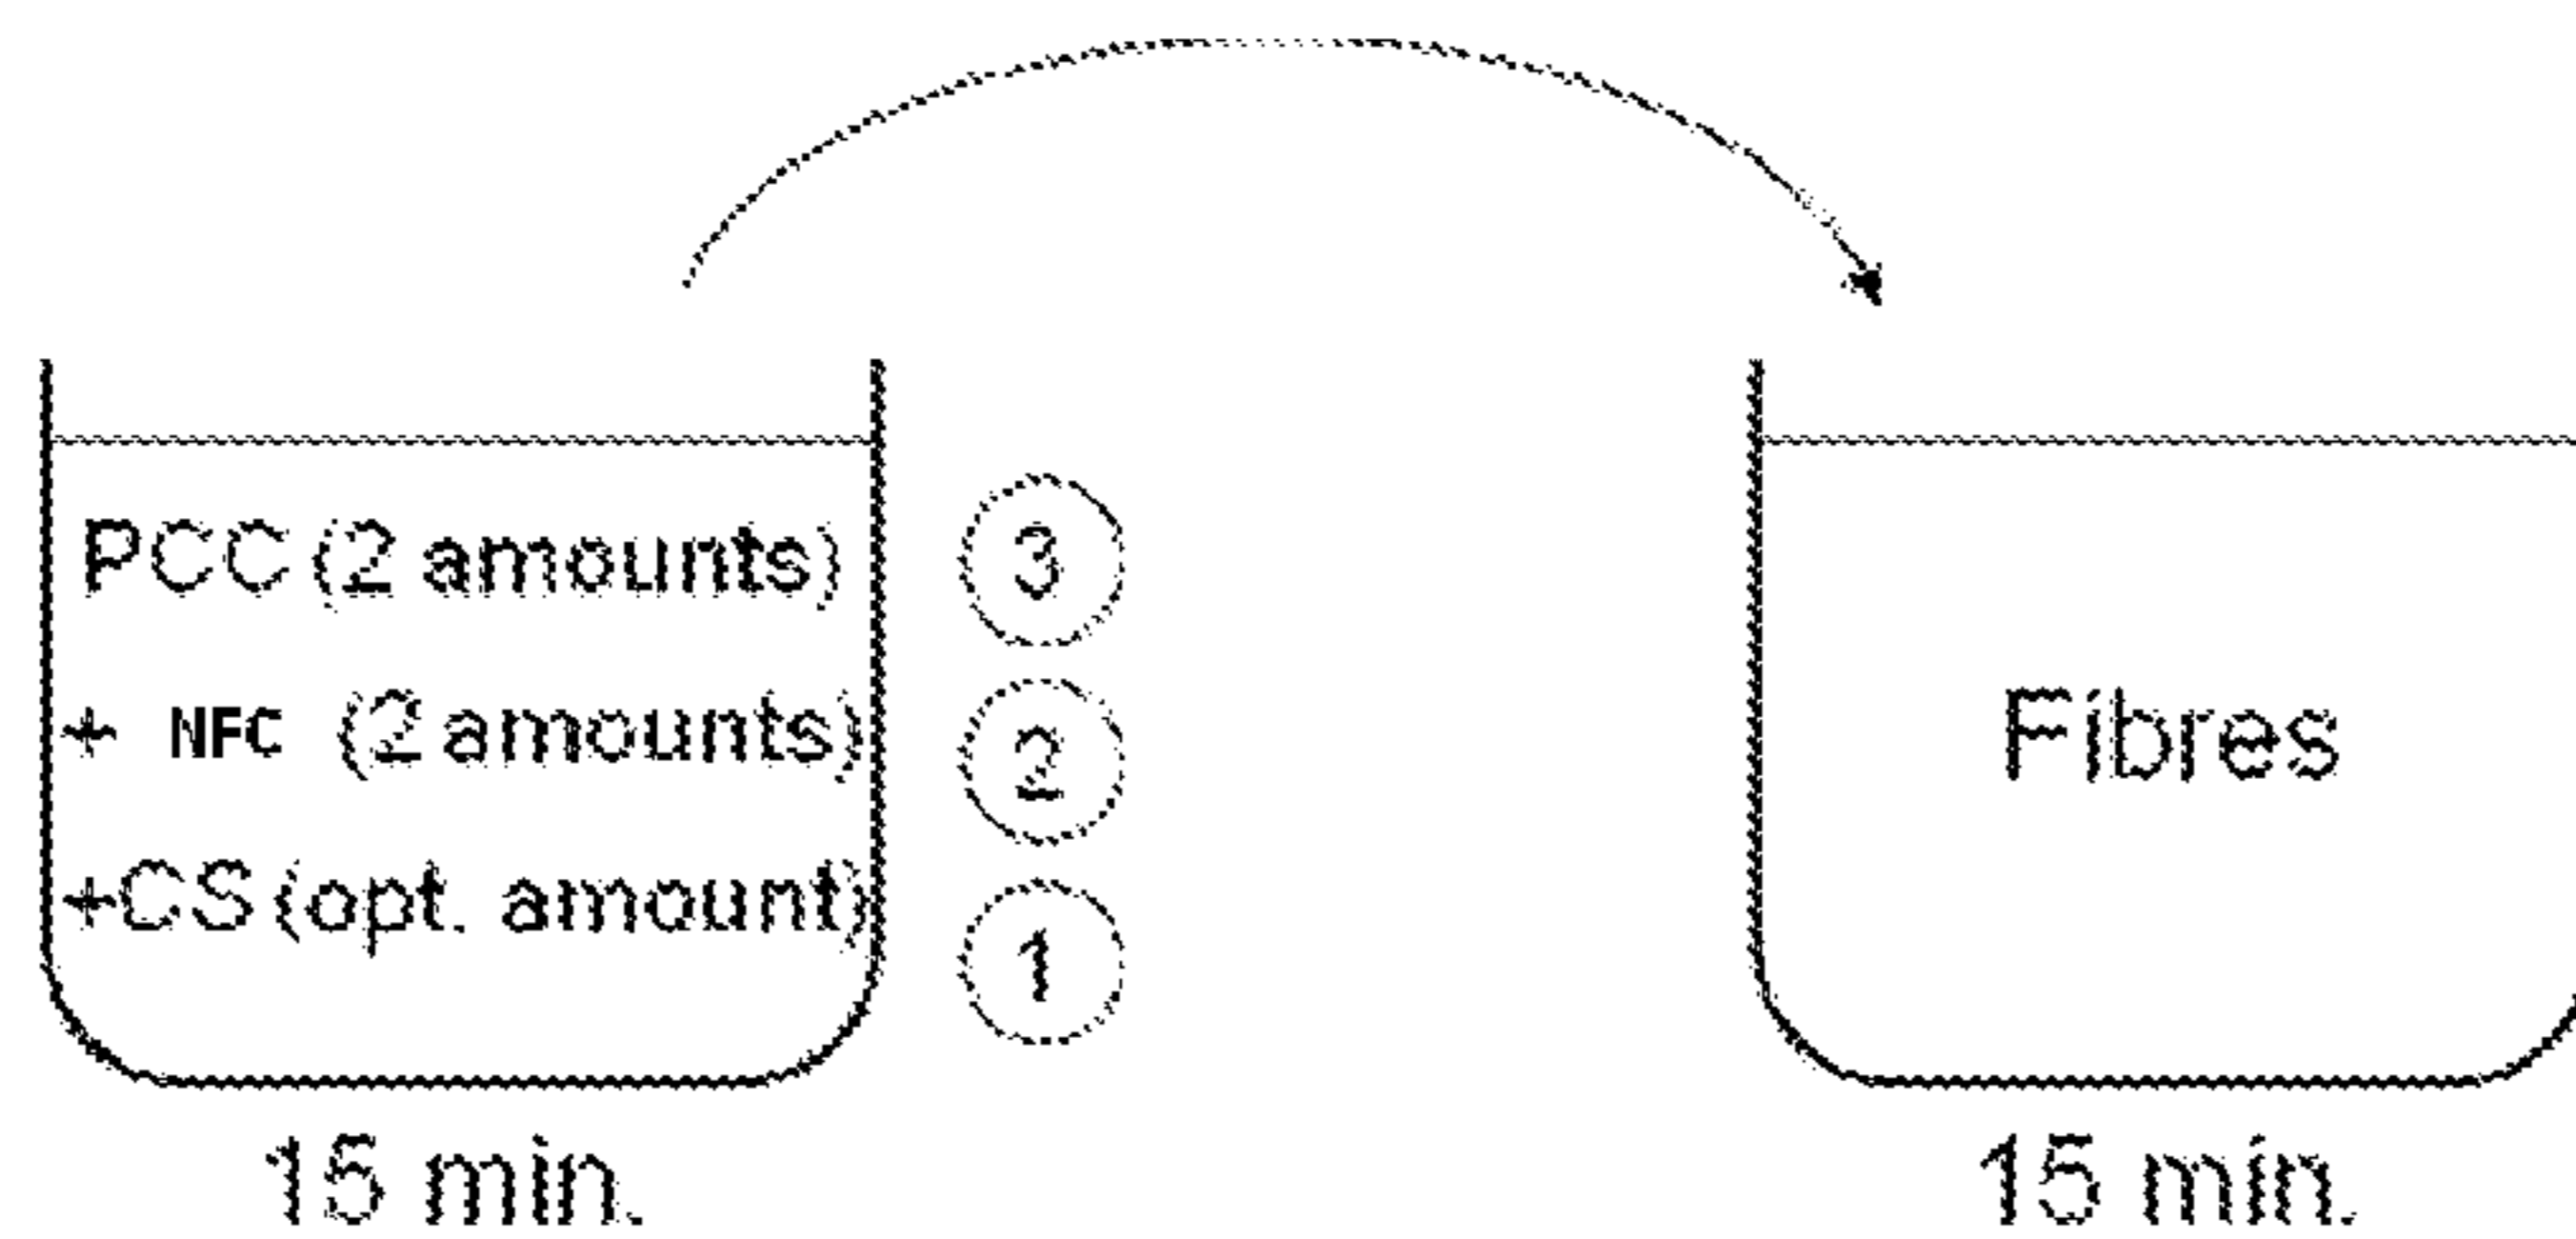 PCC (2 amounts) 3
+ NFC (2 amounts) 2
+CS (opt. amount) 1
15 min.
Fibres
15 min.